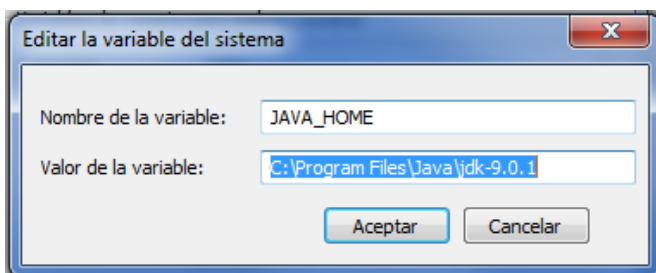 Editar la variable del sistema
Nombre de la variable: JAVA_HOME
Valor de la variable: C:\Program Files\Java\jdk-9.0.1
Aceptar Cancelar